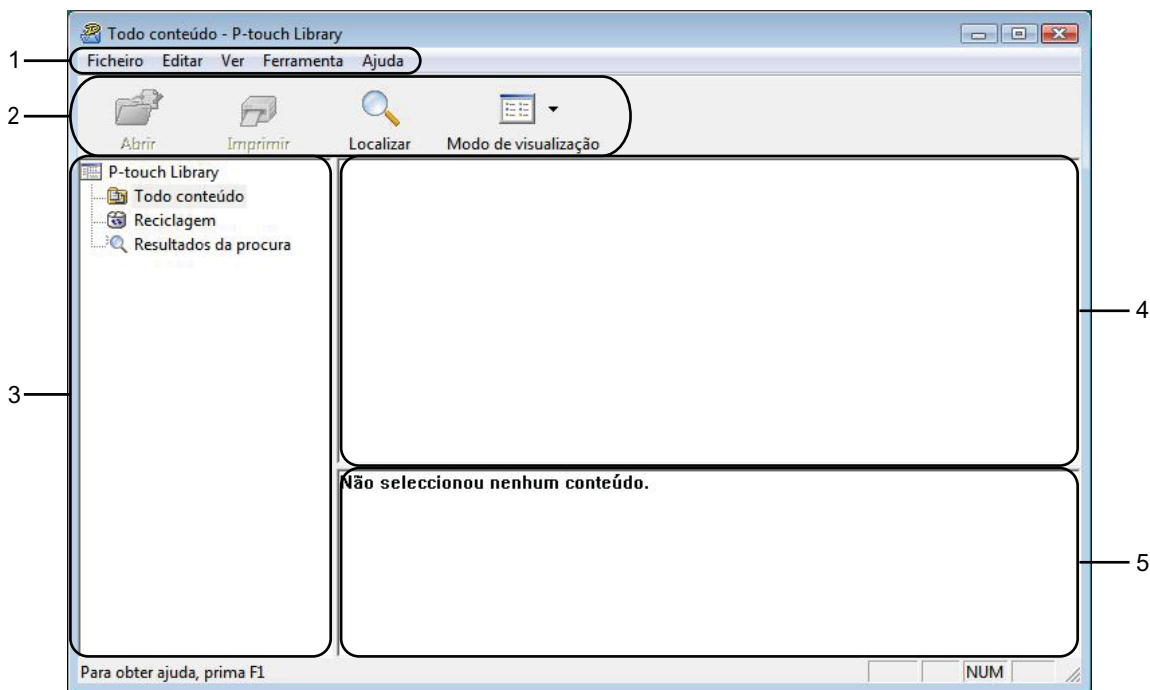 Todo conteúdo - P-touch Library
1
Ficheiro Editar Ver Ferramenta Ajuda
2
Abrir Imprimir Localizar Modo de visualização
P-touch Library
Todo conteúdo
Reciclagem
Resultados da procura
4
3
Não seleccionou nenhum conteúdo.
5
Para obter ajuda, prima F1 NUM